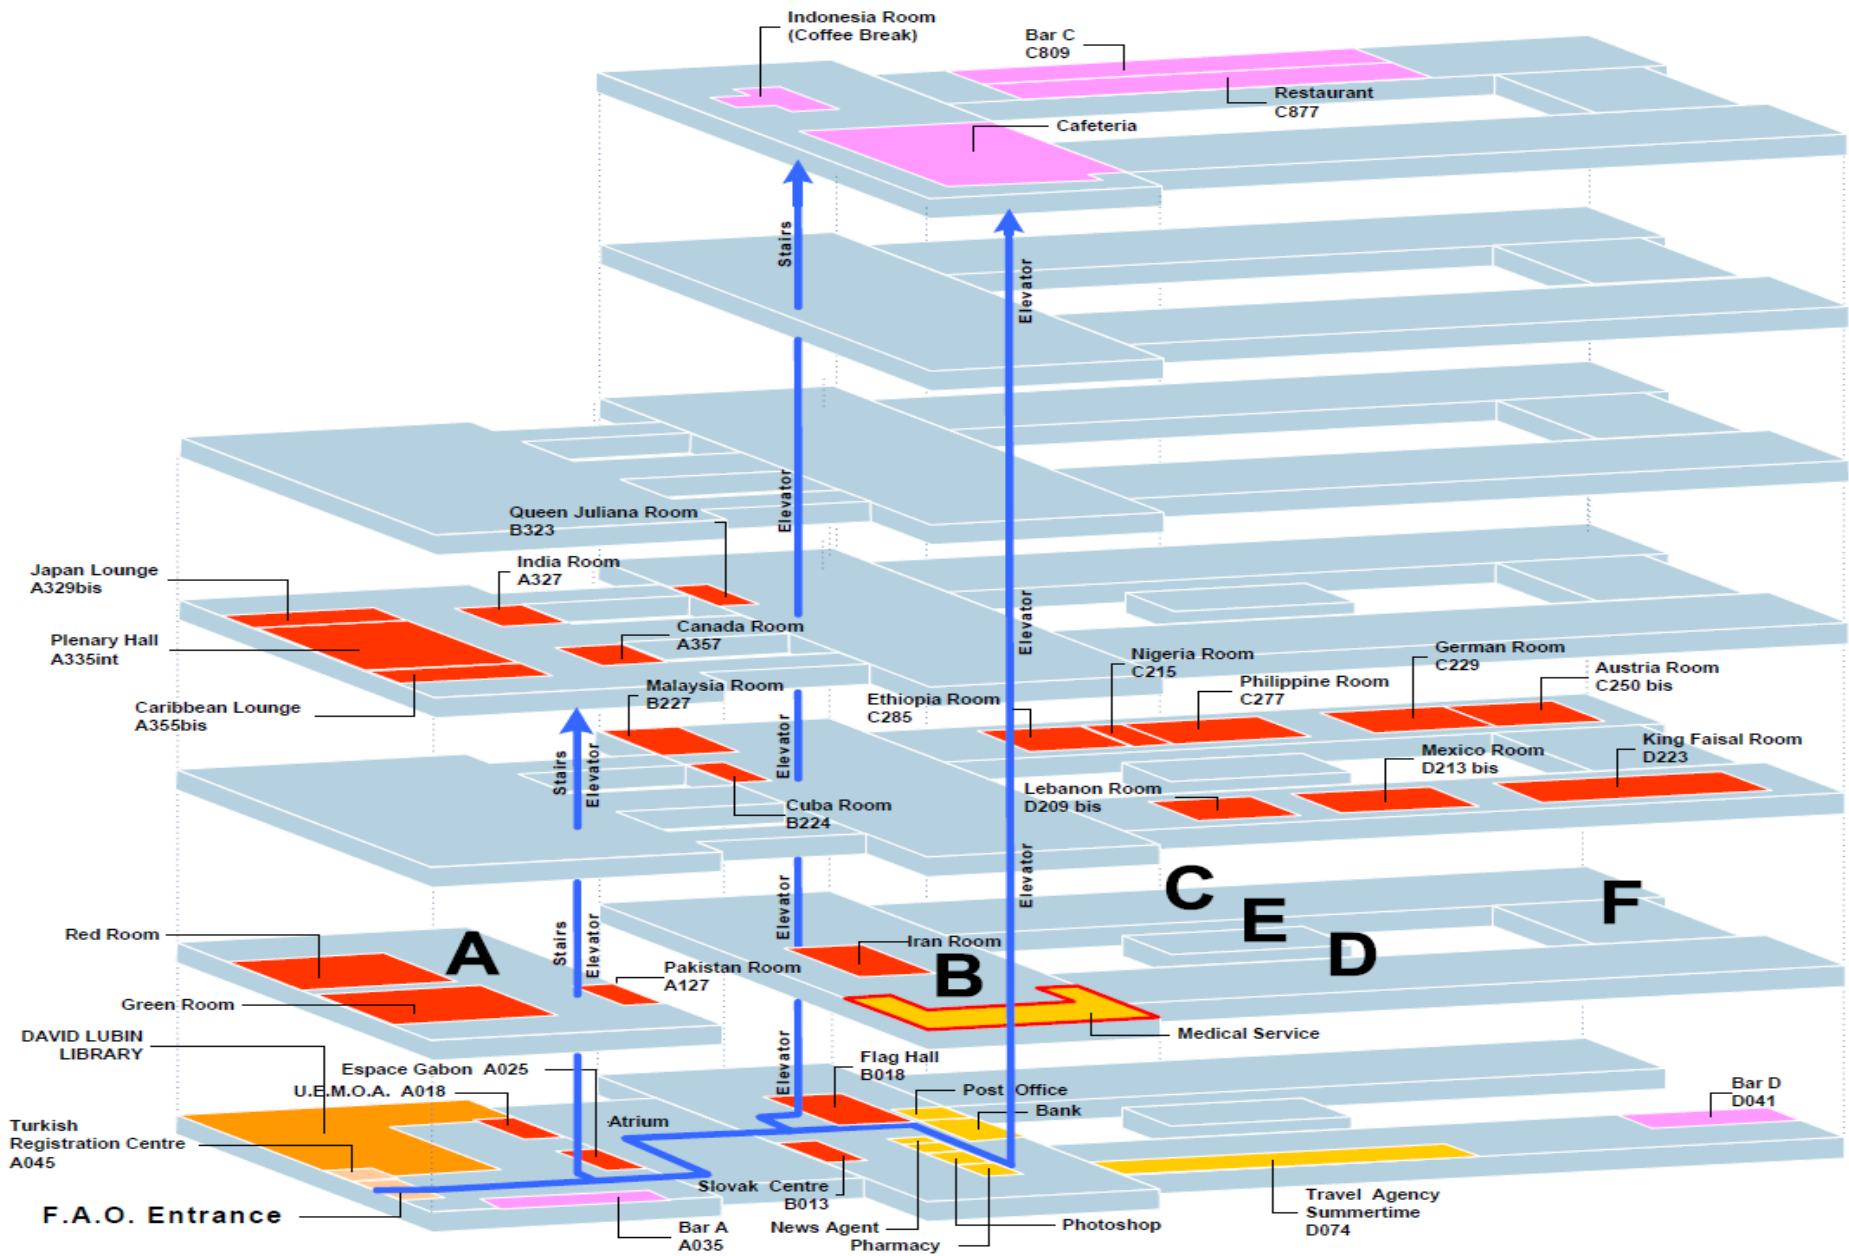 Indonesia Room
(Coffee Break)
Bar C
C809
Restaurant
C877
Cafeteria
Stairs
Elevator
Elevator
Queen Juliana Room
B323
India Room
A327
Japan Lounge
A329bis
Plenary Hall
A335int
Canada Room
A357
Caribbean Lounge
A355bis
Malaysia Room
B227
Elevator
Nigeria Room
C215
German Room
C229
Austria Room
C250 bis
Ethiopia Room
C285
Philippine Room
C277
Stairs
Elevator
Elevator
Mexico Room
D213 bis
King Faisal Room
D223
Lebanon Room
D209 bis
Cuba Room
B224
Elevator
C
E
D
F
Red Room
A
Stairs
Elevator
Elevator
Iran Room
B
Pakistan Room
A127
Green Room
Medical Service
DAVID LUBIN
LIBRARY
Elevator
Espace Gabon A025
U.E.M.O.A. A018
Flag Hall
B018
Post Office
Bank
Bar D
D041
Atrium
Turkish
Registration Centre
A045
Slovak Centre
B013
F.A.O. Entrance
Bar A
A035
News Agent
Pharmacy
Photoshop
Travel Agency
Summertime
D074